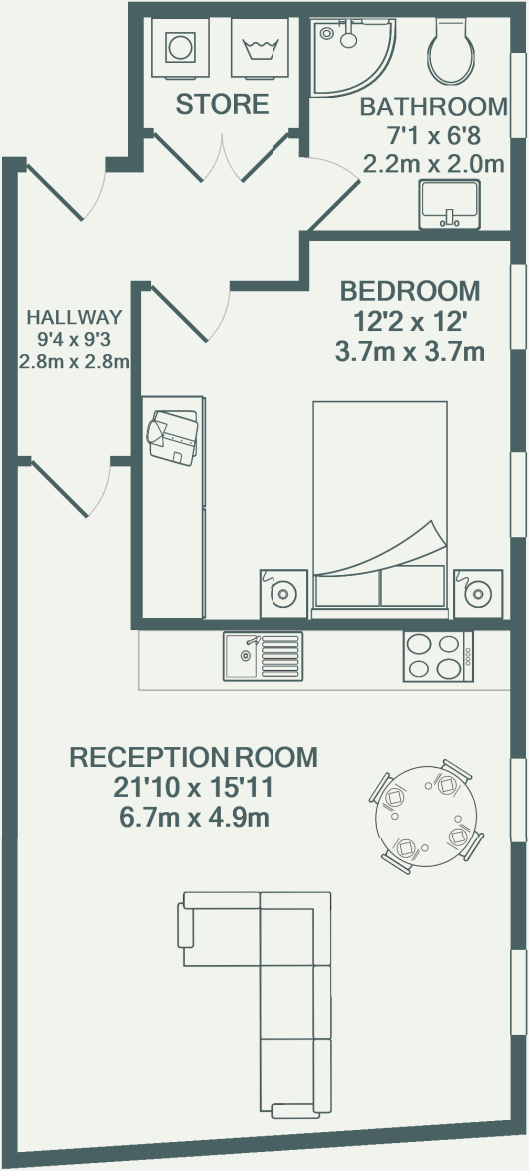 STORE
BATHROOM
7'1 x 6'8
2.2m x 2.0m
BEDROOM
12'2 x 12'
3.7m x 3.7m
HALLWAY
9'4 x 9'3
2.8m x 2.8m
RECEPTION ROOM
21'10 x 15'11
6.7m x 4.9m